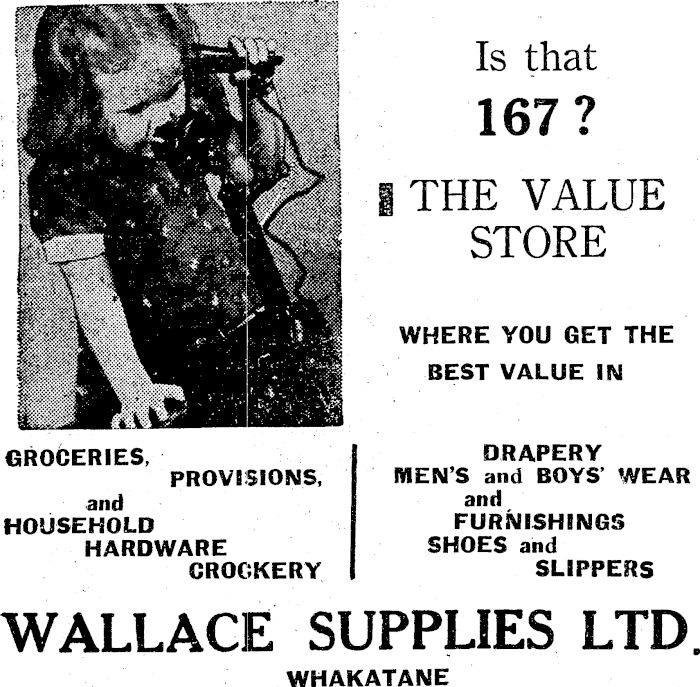 Is that
167 ?
THE VALUE
STORE
WHERE YOU GET THE
BEST VALUE IN
GROCERIES,
PROVISIONS,
and
HOUSEHOLD
HARDWARE
CROCKERY
DRAPERY
MEN'S and BOYS' WEAR
and
FURNISHINGS
SHOES and
SLIPPERS
WALLACE SUPPLIES LTD.
WHAKATANE